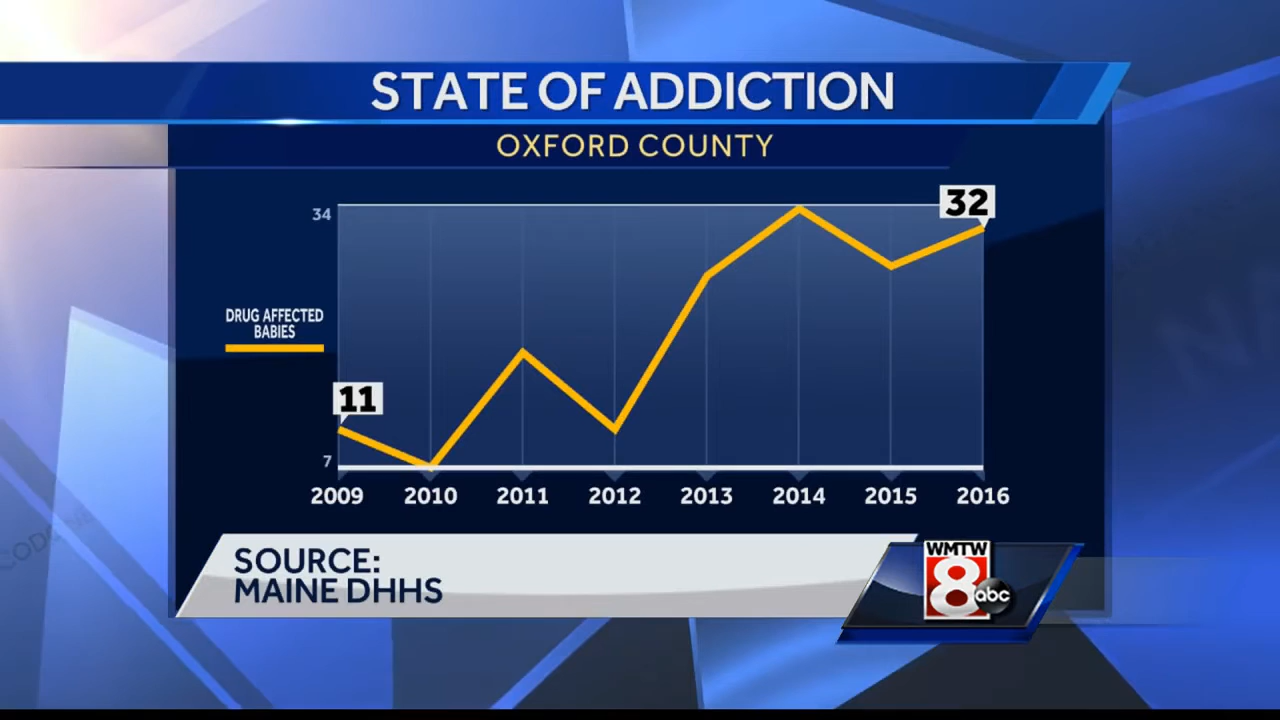 STATE OF ADDICTION
OXFORD COUNTY
34
32
DRUG AFFECTED
BABIES
11
7
2009 2010 2011 2012 2013 2014 2015 2016
SOURCE:
MAINE DHHS
WMTW
8
abc